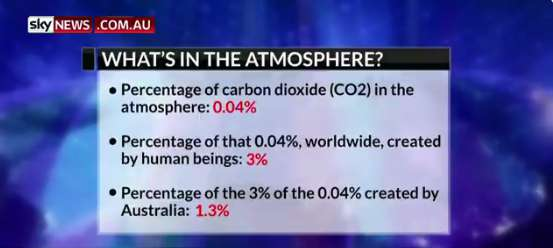 sky NEWS .COM.AU
WHAT'S IN THE ATMOSPHERE?
• Percentage of carbon dioxide (CO2) in the
atmosphere: 0.04%
• Percentage of that 0.04%, worldwide, created
by human beings: 3%
• Percentage of the 3% of the 0.04% created by
Australia: 1.3%